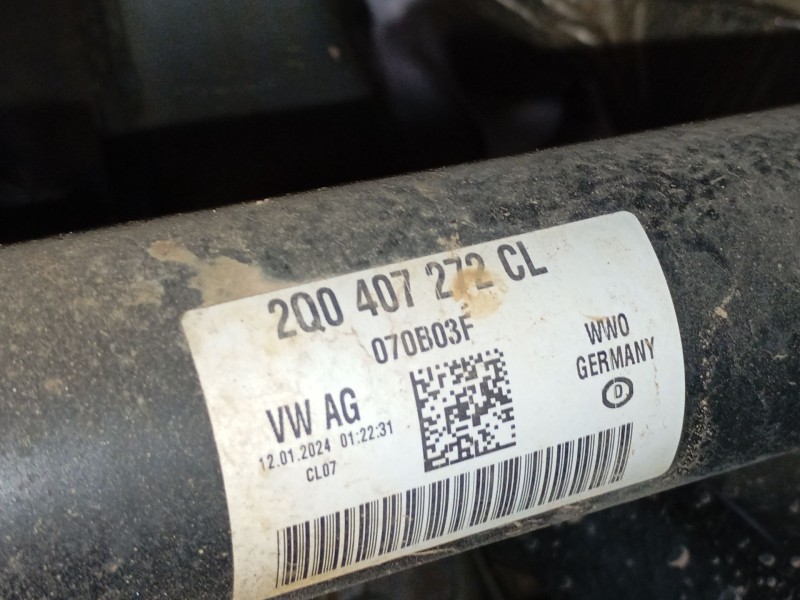 2Q0 407 272 CL
070B03F
WWO
GERMANY
D
VW AG
12.01.2024 01:22:31
CL07